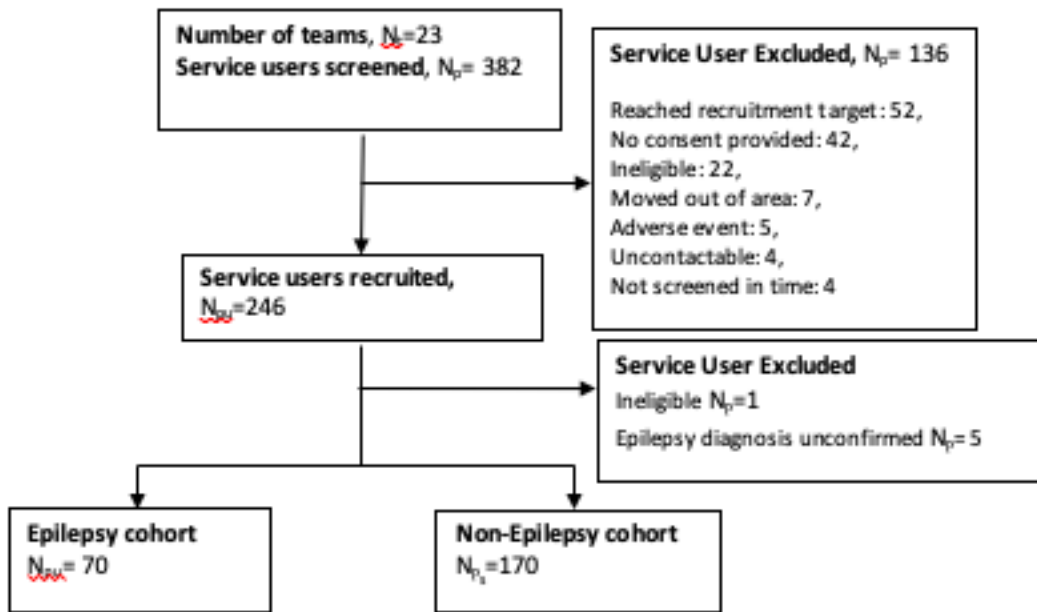 Number of teams, Nₜ=23
Service users screened, Nₚ= 382
Service User Excluded, Nₚ= 136
Reached recruitment target: 52,
No consent provided: 42,
Ineligible: 22,
Moved out of area: 7,
Adverse event: 5,
Uncontactable: 4,
Not screened in time: 4
Service users recruited,
=246
Service User Excluded
Ineligible Nₚ=1
Epilepsy diagnosis unconfirmed Nₚ= 5
Epilepsy cohort
= 70
Non-Epilepsy cohort
=170